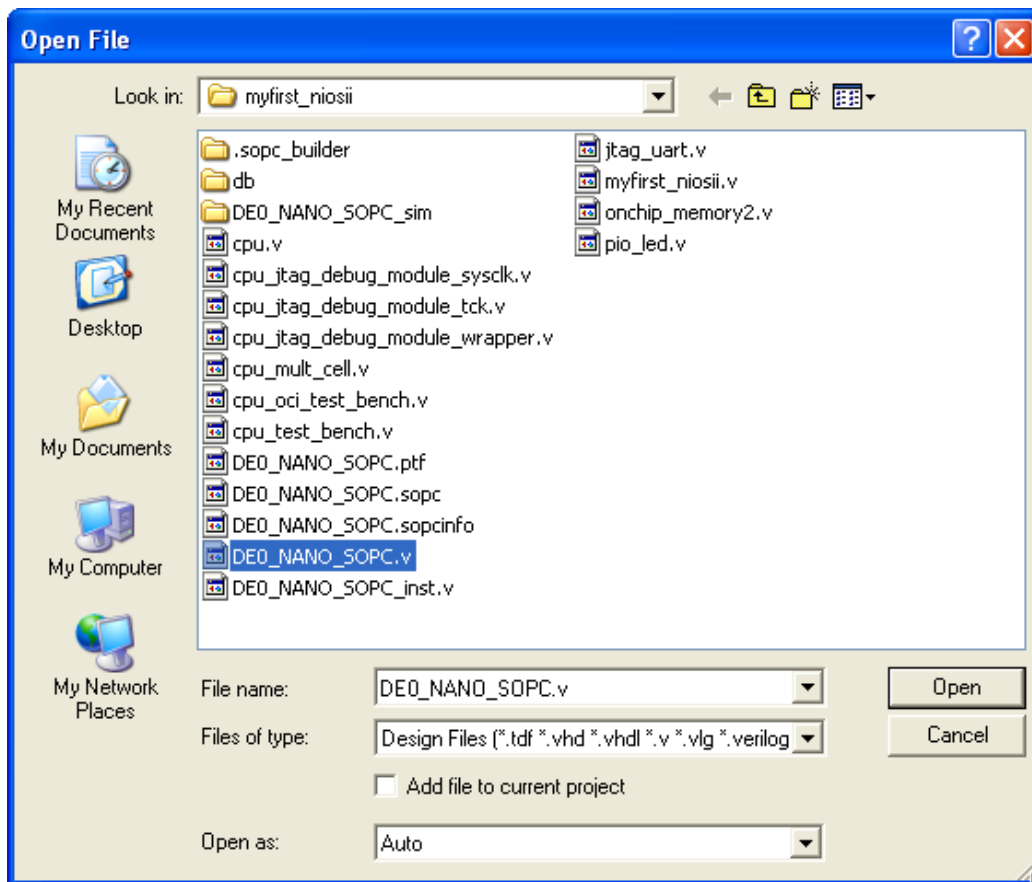 Open File
Look in:
myfirst_niosii
My Recent
Documents
Desktop
My Documents
My Computer
My Network
Places
.sopc_builder
db
DE0_NANO_SOPC_sim
cpu.v
cpu_jtag_debug_module_sysclk.v
cpu_jtag_debug_module_tck.v
cpu_jtag_debug_module_wrapper.v
cpu_mult_cell.v
cpu_oci_test_bench.v
cpu_test_bench.v
DE0_NANO_SOPC.ptf
DE0_NANO_SOPC.sopc
DE0_NANO_SOPC.sopcinfo
DE0_NANO_SOPC.v
DE0_NANO_SOPC_inst.v
jtag_uart.v
myfirst_niosii.v
onchip_memory2.v
pio_led.v
File name:
DE0_NANO_SOPC.v
Open
Files of type:
Design Files (*.tdf *.vhd *.vhdl *.v *.vlg *.verilog
Cancel
Add file to current project
Open as:
Auto